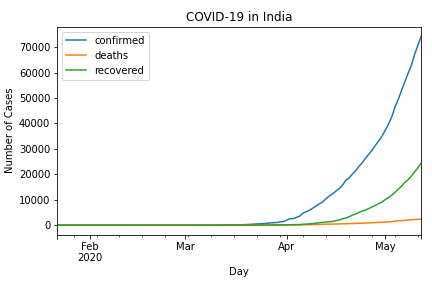 COVID-19 in India
confirmed
deaths
recovered
70000
60000
50000
40000
30000
20000
10000
0
Number of Cases
Feb
2020
Mar
Apr
May
Day